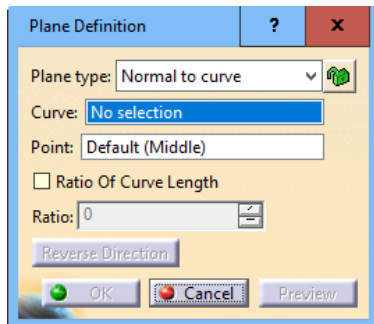 Plane Definition ? x
Plane type: Normal to curve
Curve: No selection
Point: Default (Middle)
Ratio Of Curve Length
Ratio: 0
Reverse Direction
OK Cancel Preview